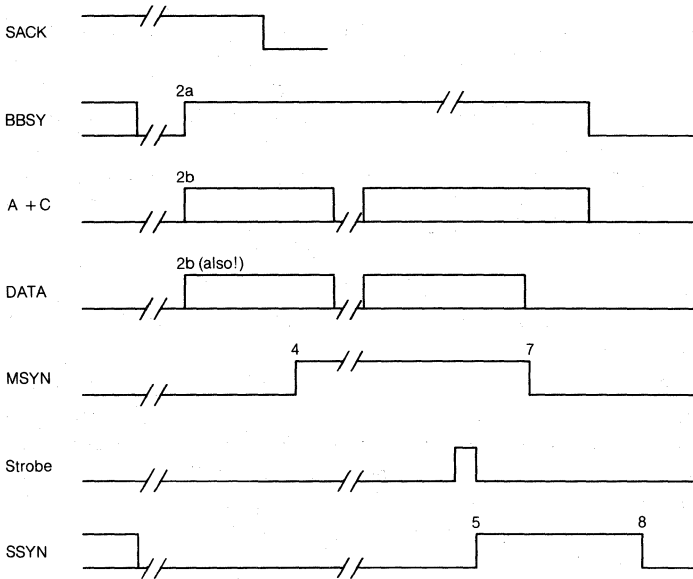 SACK
2a
BBSY
2b
A + C
2b (also!)
DATA
4 7
MSYN
Strobe
5 8
SSYN